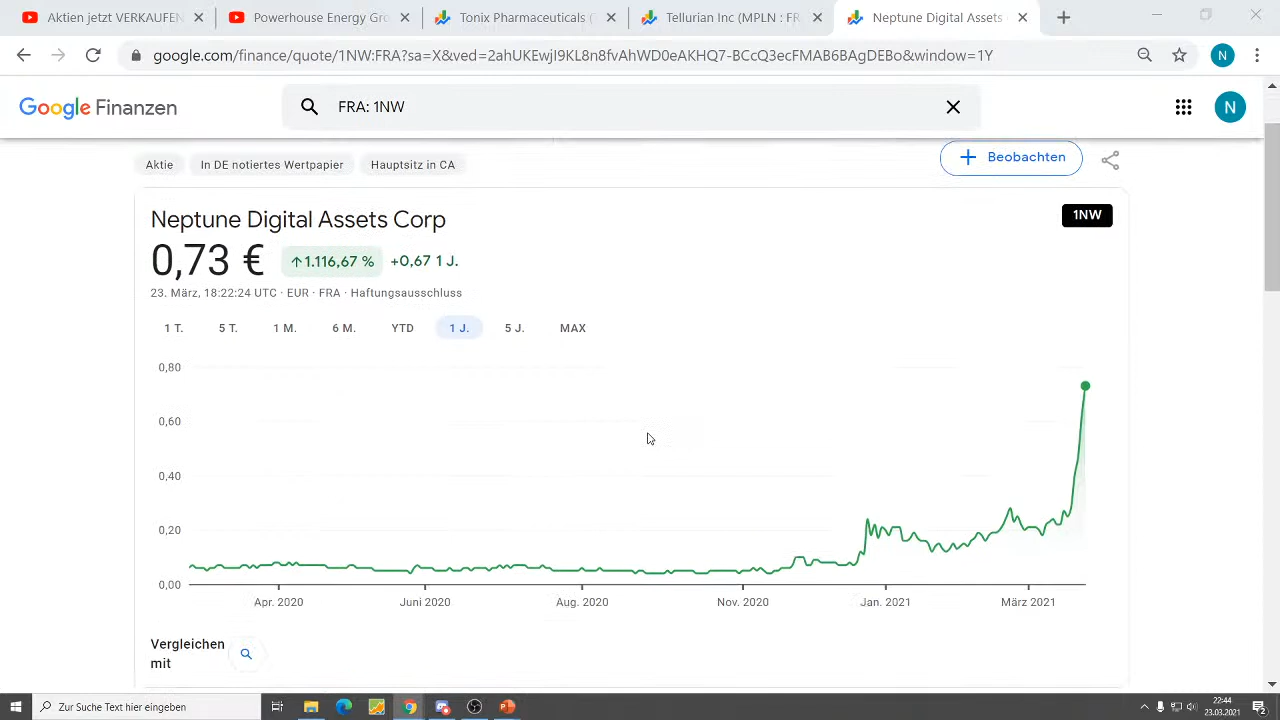 Aktien jetzt VERKAUFEN
Powerhouse Energy Gro
Tonix Pharmaceuticals (
Tellurian Inc (MPLN : FR
Neptune Digital Assets
google.com/finance/quote/1NW:FRA?sa=X&ved=2ahUKEwjI9KL8n8fvAhWD0eAKHQ7-BCcQ3ecFMAB6BAgDEBo&window=1Y
N
Google Finanzen
FRA: 1NW
N
Aktie
In DE notiertes Wertpapier
Hauptsitz in CA
+ Beobachten
Neptune Digital Assets Corp
1NW
0,73 €
↑1.116,67 %
+0,67 1 J.
23. März, 18:22:24 UTC · EUR · FRA · Haftungsausschluss
1 T.
5 T.
1 M.
6 M.
YTD
1 J.
5 J.
MAX
0,80
0,60
0,40
0,20
0,00
Apr. 2020
Juni 2020
Aug. 2020
Nov. 2020
Jan. 2021
März 2021
Vergleichen
mit
Zur Suche Text hier eingeben
22:44
23.03.2021
2